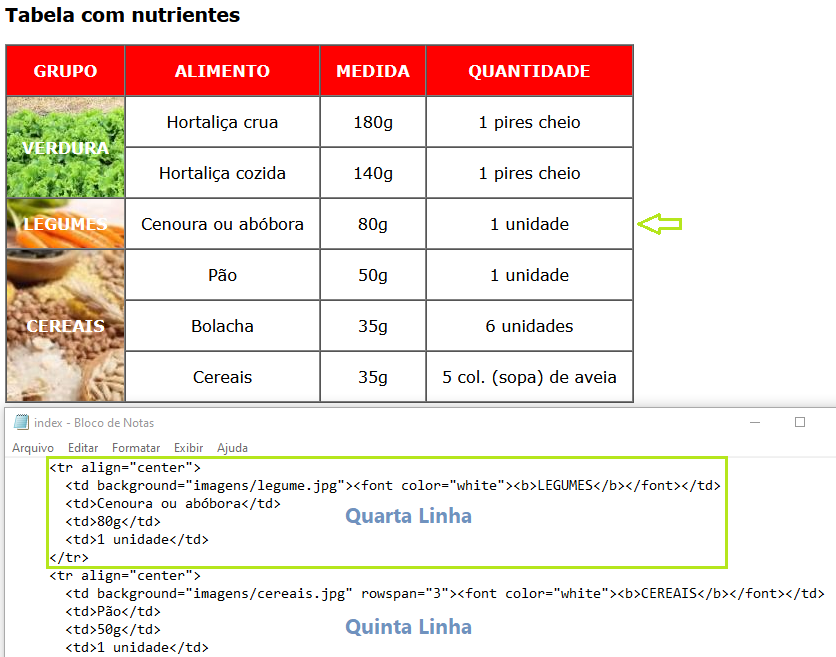 Tabela com nutrientes
GRUPO ALIMENTO MEDIDA QUANTIDADE
VERDURA
Hortaliça crua 180g 1 pires cheio
Hortaliça cozida 140g 1 pires cheio
LEGUMES Cenoura ou abóbora 80g 1 unidade
CEREAIS
Pão 50g 1 unidade
Bolacha 35g 6 unidades
Cereais 35g 5 col. (sopa) de aveia
index - Bloco de Notas
Arquivo Editar Formatar Exibir Ajuda
<tr align="center">
<td background="imagens/legume.jpg"><font color="white"><b>LEGUMES</b></font></td>
<td>Cenoura ou abóbora</td>
<td>80g</td>
<td>1 unidade</td>
</tr>
Quarta Linha
<tr align="center">
<td background="imagens/cereais.jpg" rowspan="3"><font color="white"><b>CEREAIS</b></font></td>
<td>Pão</td>
<td>50g</td>
<td>1 unidade</td>
Quinta Linha